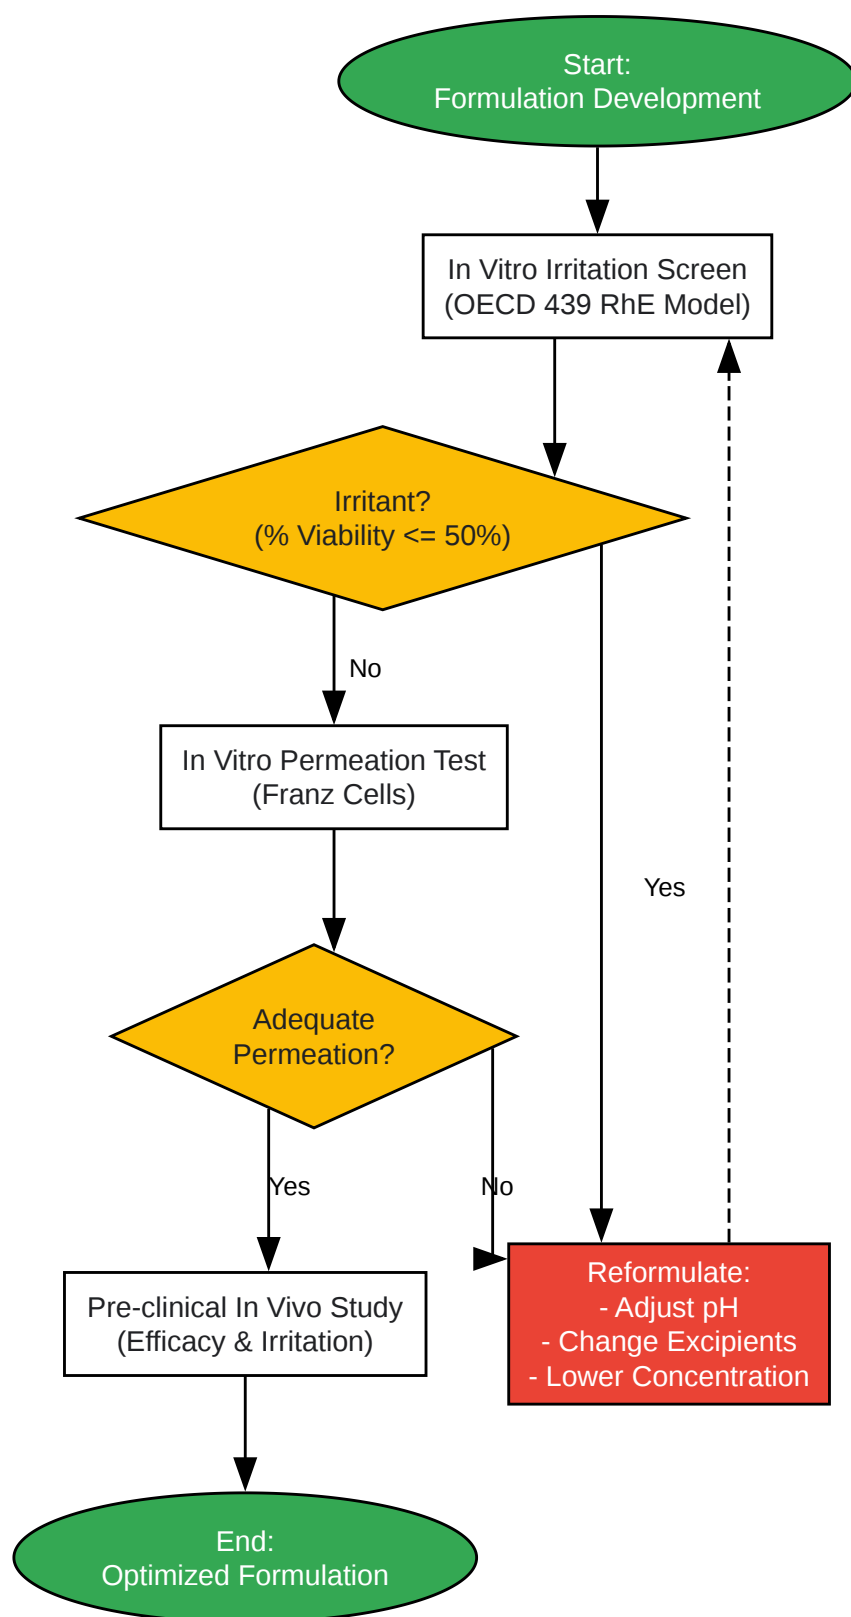 Start:
Formulation Development
In Vitro Irritation Screen
(OECD 439 RhE Model)
Irritant?
(% Viability <= 50%)
No
In Vitro Permeation Test
(Franz Cells)
Yes
Adequate
Permeation?
Yes
No
Reformulate:
- Adjust pH
- Change Excipients
- Lower Concentration
Pre-clinical In Vivo Study
(Efficacy & Irritation)
End:
Optimized Formulation